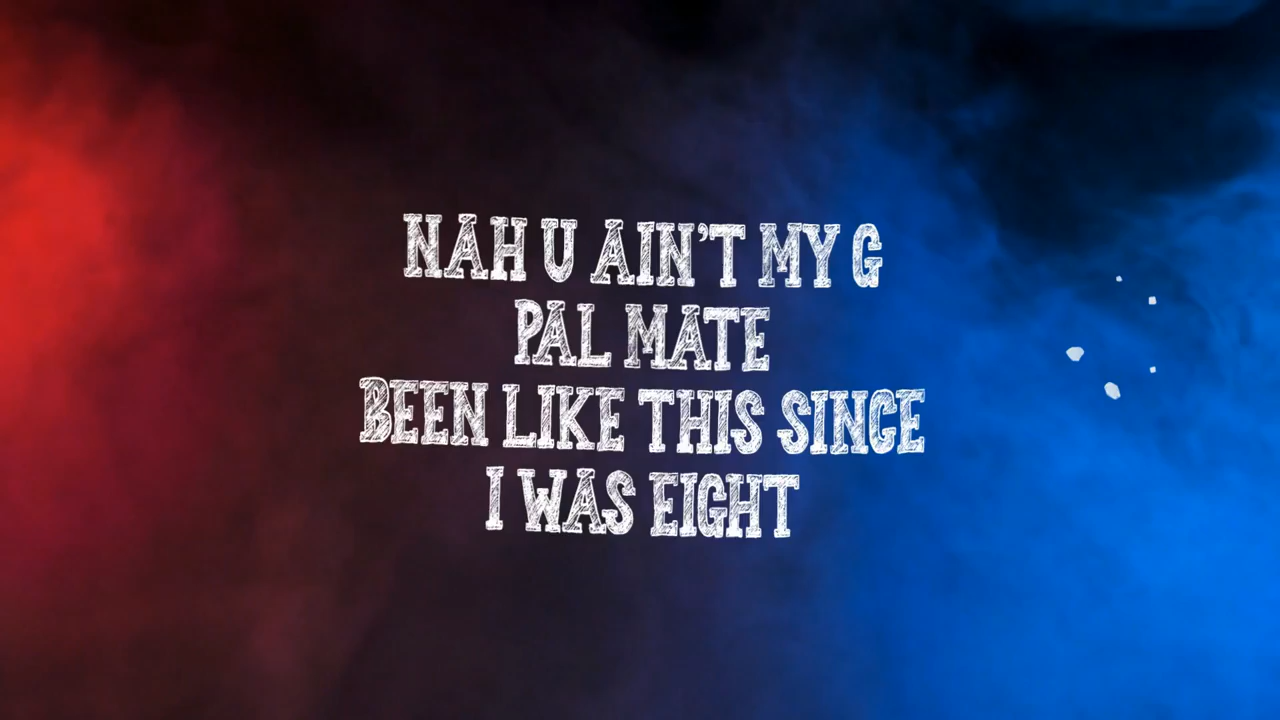 NAH U AIN'T MY G
PAL MATE
BEEN LIKE THIS SINCE
I WAS EIGHT